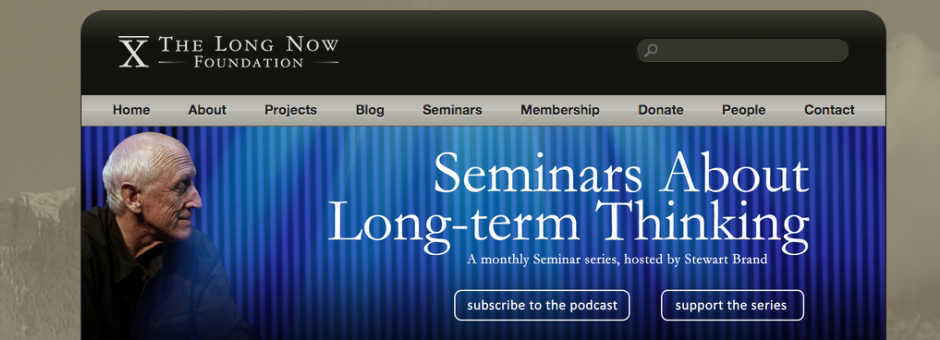 X THE LONG NOW
FOUNDATION
Home About Projects Blog Seminars Membership Donate People Contact
Seminars About
Long-term Thinking
A monthly Seminar series, hosted by Stewart Brand
subscribe to the podcast support the series